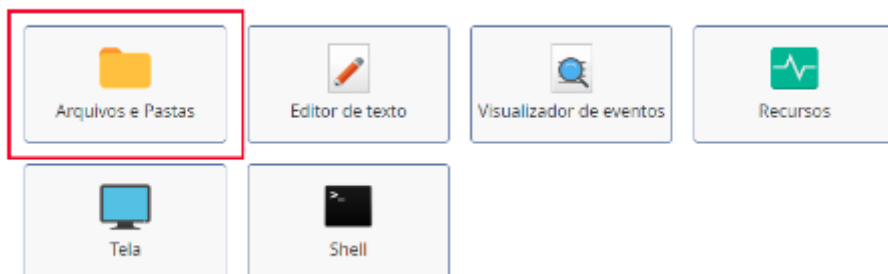 Arquivos e Pastas
Editor de texto
Visualizador de eventos
Recursos
>_
Tela
Shell